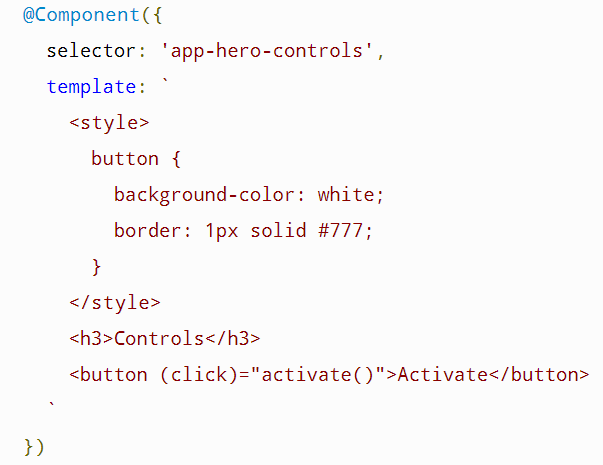 @Component({
  selector: 'app-hero-controls',
  template: `
    <style>
      button {
        background-color: white;
        border: 1px solid #777;
      }
    </style>
    <h3>Controls</h3>
    <button (click)="activate()">Activate</button>
  `
})